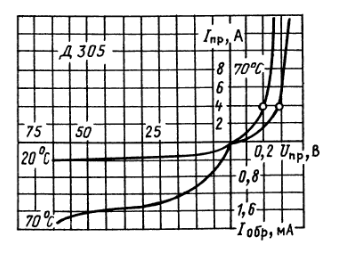 Iпр, А
Д 305
8 70°С
6
4
75 50 25 2
20°С 0,2 Uпр, В
0,8
70°С 1,6
Iобр, мА